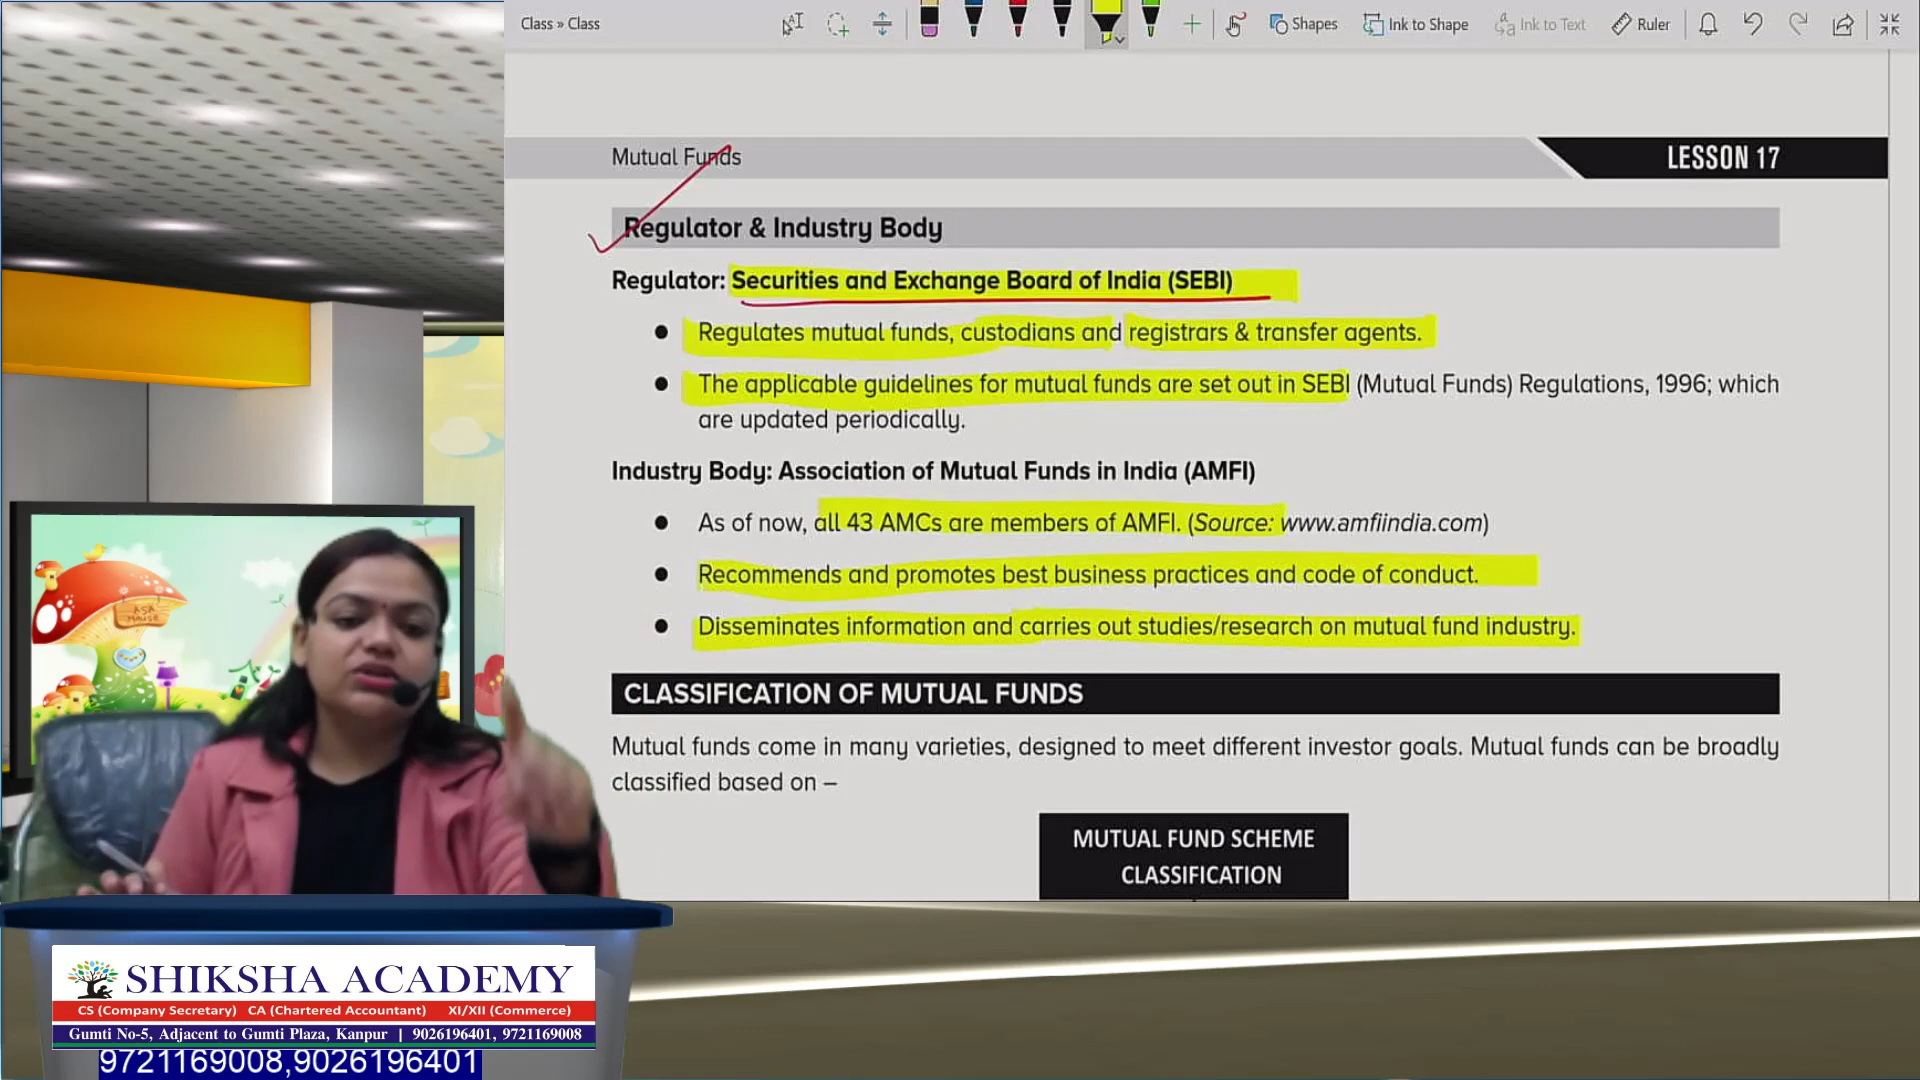 Class » Class
Shapes
Ink to Shape
Ink to Text
Ruler
Mutual Funds
LESSON 17
Regulator & Industry Body
Regulator: Securities and Exchange Board of India (SEBI)
● Regulates mutual funds, custodians and registrars & transfer agents.
● The applicable guidelines for mutual funds are set out in SEBI (Mutual Funds) Regulations, 1996; which
are updated periodically.
Industry Body: Association of Mutual Funds in India (AMFI)
● As of now, all 43 AMCs are members of AMFI. (Source: www.amfiindia.com)
● Recommends and promotes best business practices and code of conduct.
● Disseminates information and carries out studies/research on mutual fund industry.
CLASSIFICATION OF MUTUAL FUNDS
Mutual funds come in many varieties, designed to meet different investor goals. Mutual funds can be broadly
classified based on –
MUTUAL FUND SCHEME
CLASSIFICATION
SHIKSHA ACADEMY
CS (Company Secretary) CA (Chartered Accountant) XI/XII (Commerce)
Gumti No-5, Adjacent to Gumti Plaza, Kanpur | 9026196401, 9721169008
9721169008,9026196401